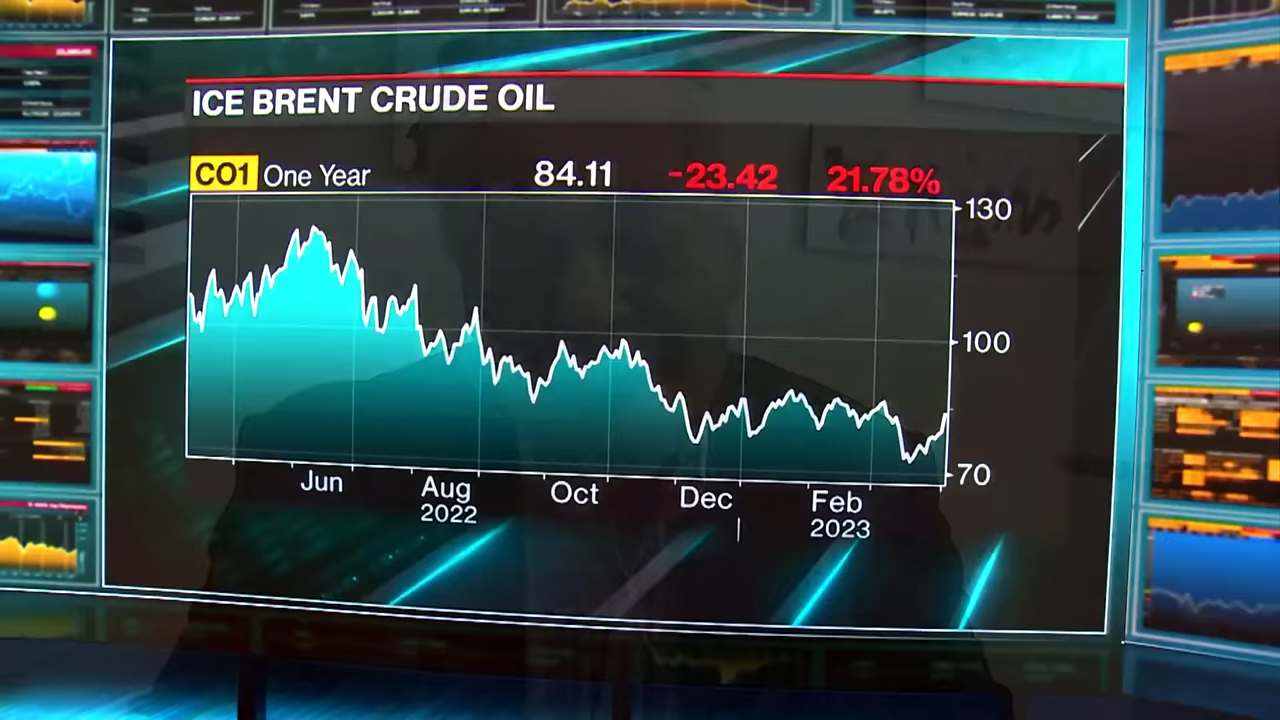 ICE BRENT CRUDE OIL
CO1 One Year 84.11 -23.42 21.78%
130
100
70
Jun Aug Oct Dec Feb
2022 2023